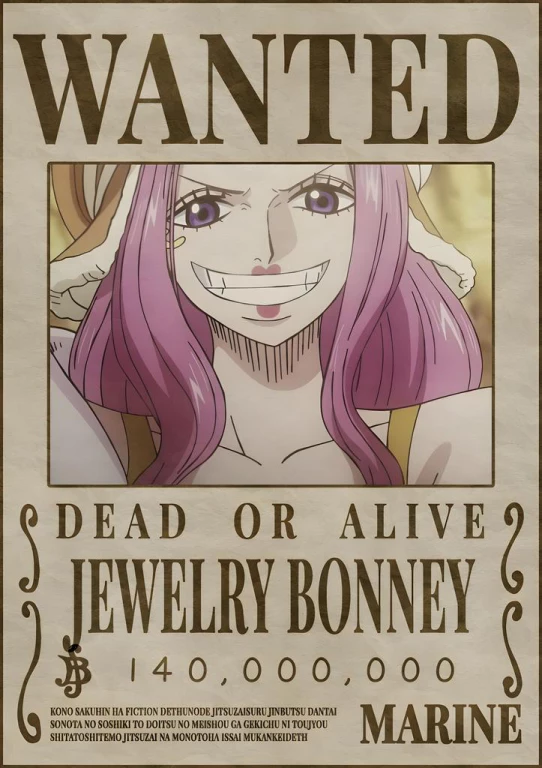 WANTED
DEAD OR ALIVE
JEWELRY BONNEY
140,000,000
KONO SAKUHIN HA FICTION DETHUNODE JITSUZAISURU JINBUTSU DANTAI
SONOTA NO SOSHIKI TO DOITSU NO MEISHOU GA GEKICHU NI TOUJYOU
SHITATOSHITEMO JITSUZAI NA MONOTOHA ISSAI MUKANKEIDETH
MARINE